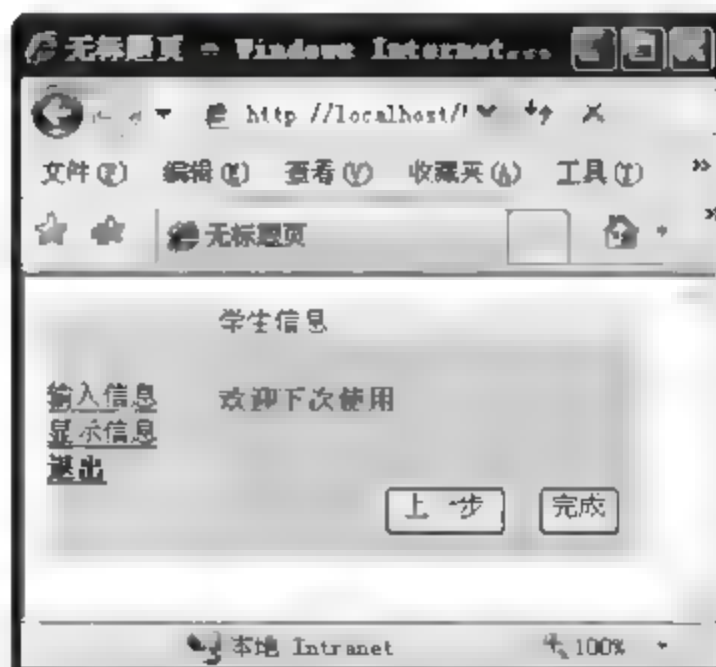 无标题页 - Windows Internet...
http //localhost/
文件(F) 编辑(E) 查看(V) 收藏夹(A) 工具(T) »
无标题页
学生信息
输入信息 欢迎下次使用
显示信息
退出
上一步 完成
本地 Intranet 100%